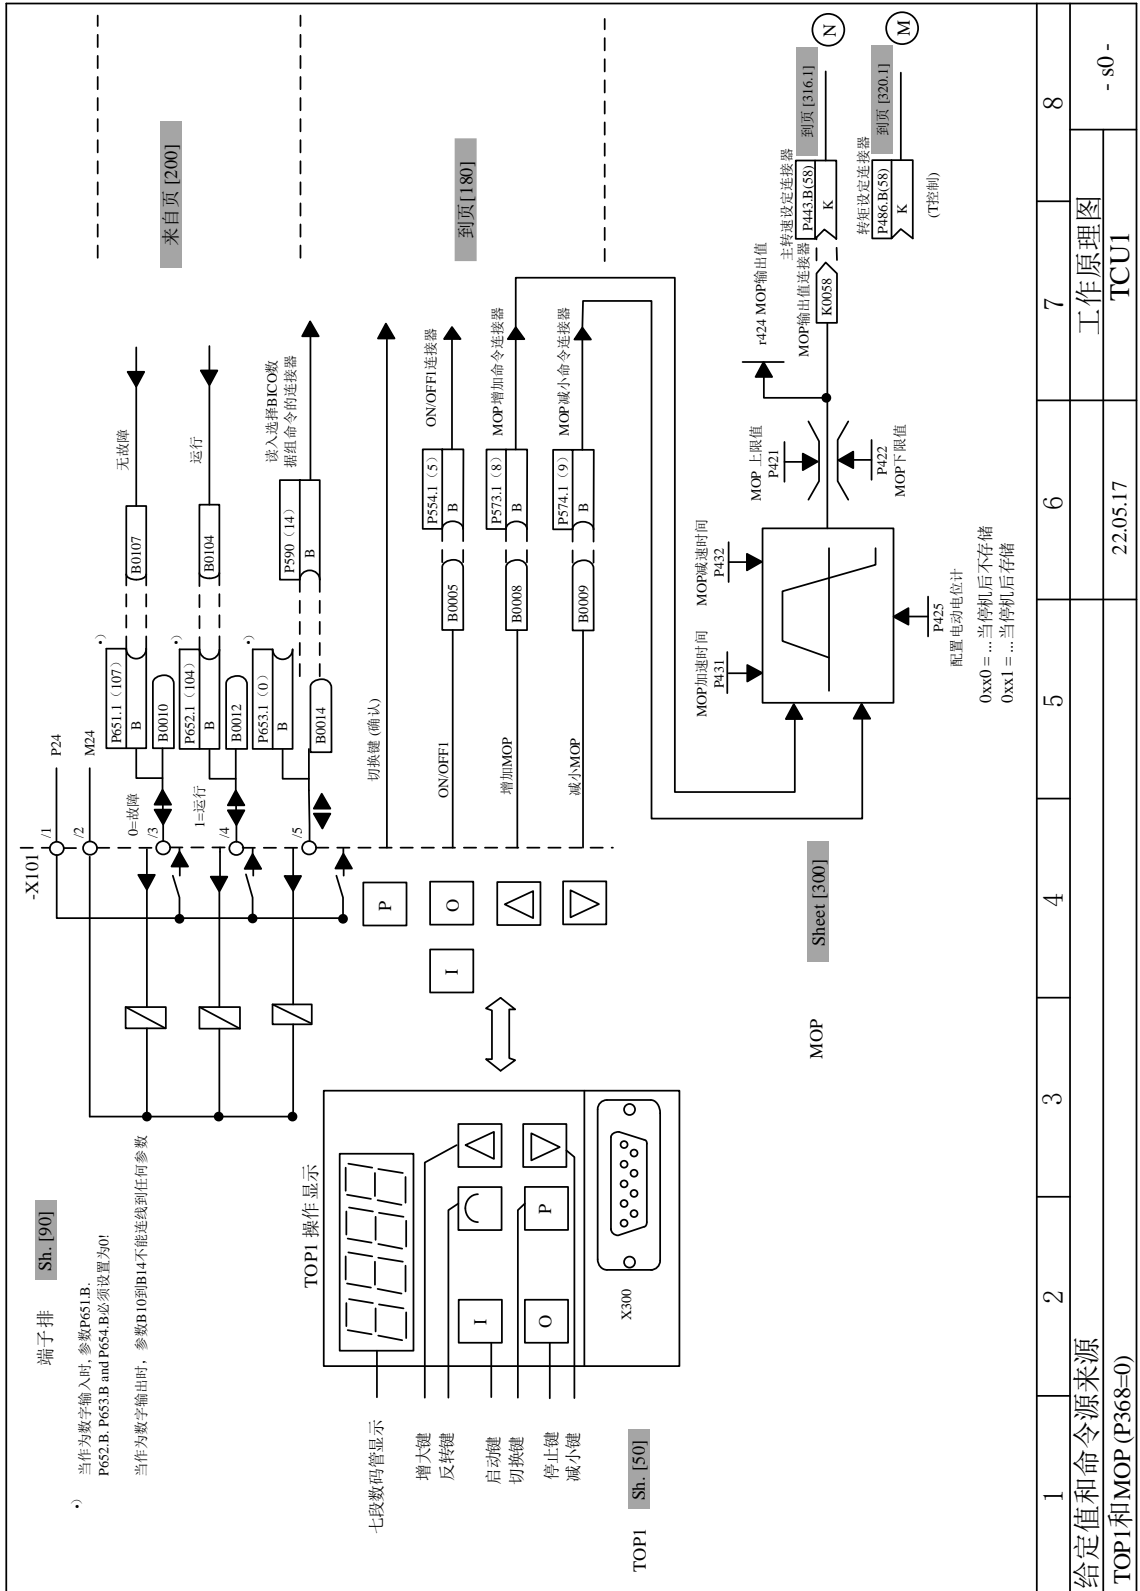 端子排 Sh. [90]
•） 当作为数字输入时, 参数P651.B.
P652.B. P653.B and P654.B必须设置为0!
当作为数字输出时，参数B10到B14不能连线到任何参数
-X101
/1 P24
/2 M24
0=故障
/3
P651.1（107）
B
B0010
•）
B0107
无故障
1=运行
/4
P652.1（104）
B
B0012
•）
B0104
运行
/5
P653.1（0）
B
B0014
•）
P590（14）
B
读入选择BICO数
据组命令的连接器
来自页 [200]
TOP1 操作显示
七段数码管显示
增大键
反转键
启动键
切换键
停止键
减小键
I
O
P
X300
TOP1 Sh. [50]
P
I
O
切换键 (确认)
ON/OFF1
B0005
P554.1（5）
B
ON/OFF1连接器
增加MOP
B0008
P573.1（8）
B
MOP增加命令连接器
减小MOP
B0009
P574.1（9）
B
MOP减小命令连接器
到页[180]
MOP Sheet [300]
MOP加速时间
P431
MOP减速时间
P432
P425
配置电动电位计
0xx0 = ...当停机后不存储
0xx1 = ...当停机后存储
MOP 上限值
P421
P422
MOP下限值
r424 MOP输出值
MOP输出值连接器
K0058
主转速设定连接器
P443.B(58)
K
到页 [316.1]
N
转矩设定连接器
P486.B(58)
K
(T控制)
到页 [320.1]
M
1 2 3 4 5 6 7 8
给定值和命令源来源
TOP1和MOP (P368=0)
22.05.17
工作原理图
TCU1
- s0 -